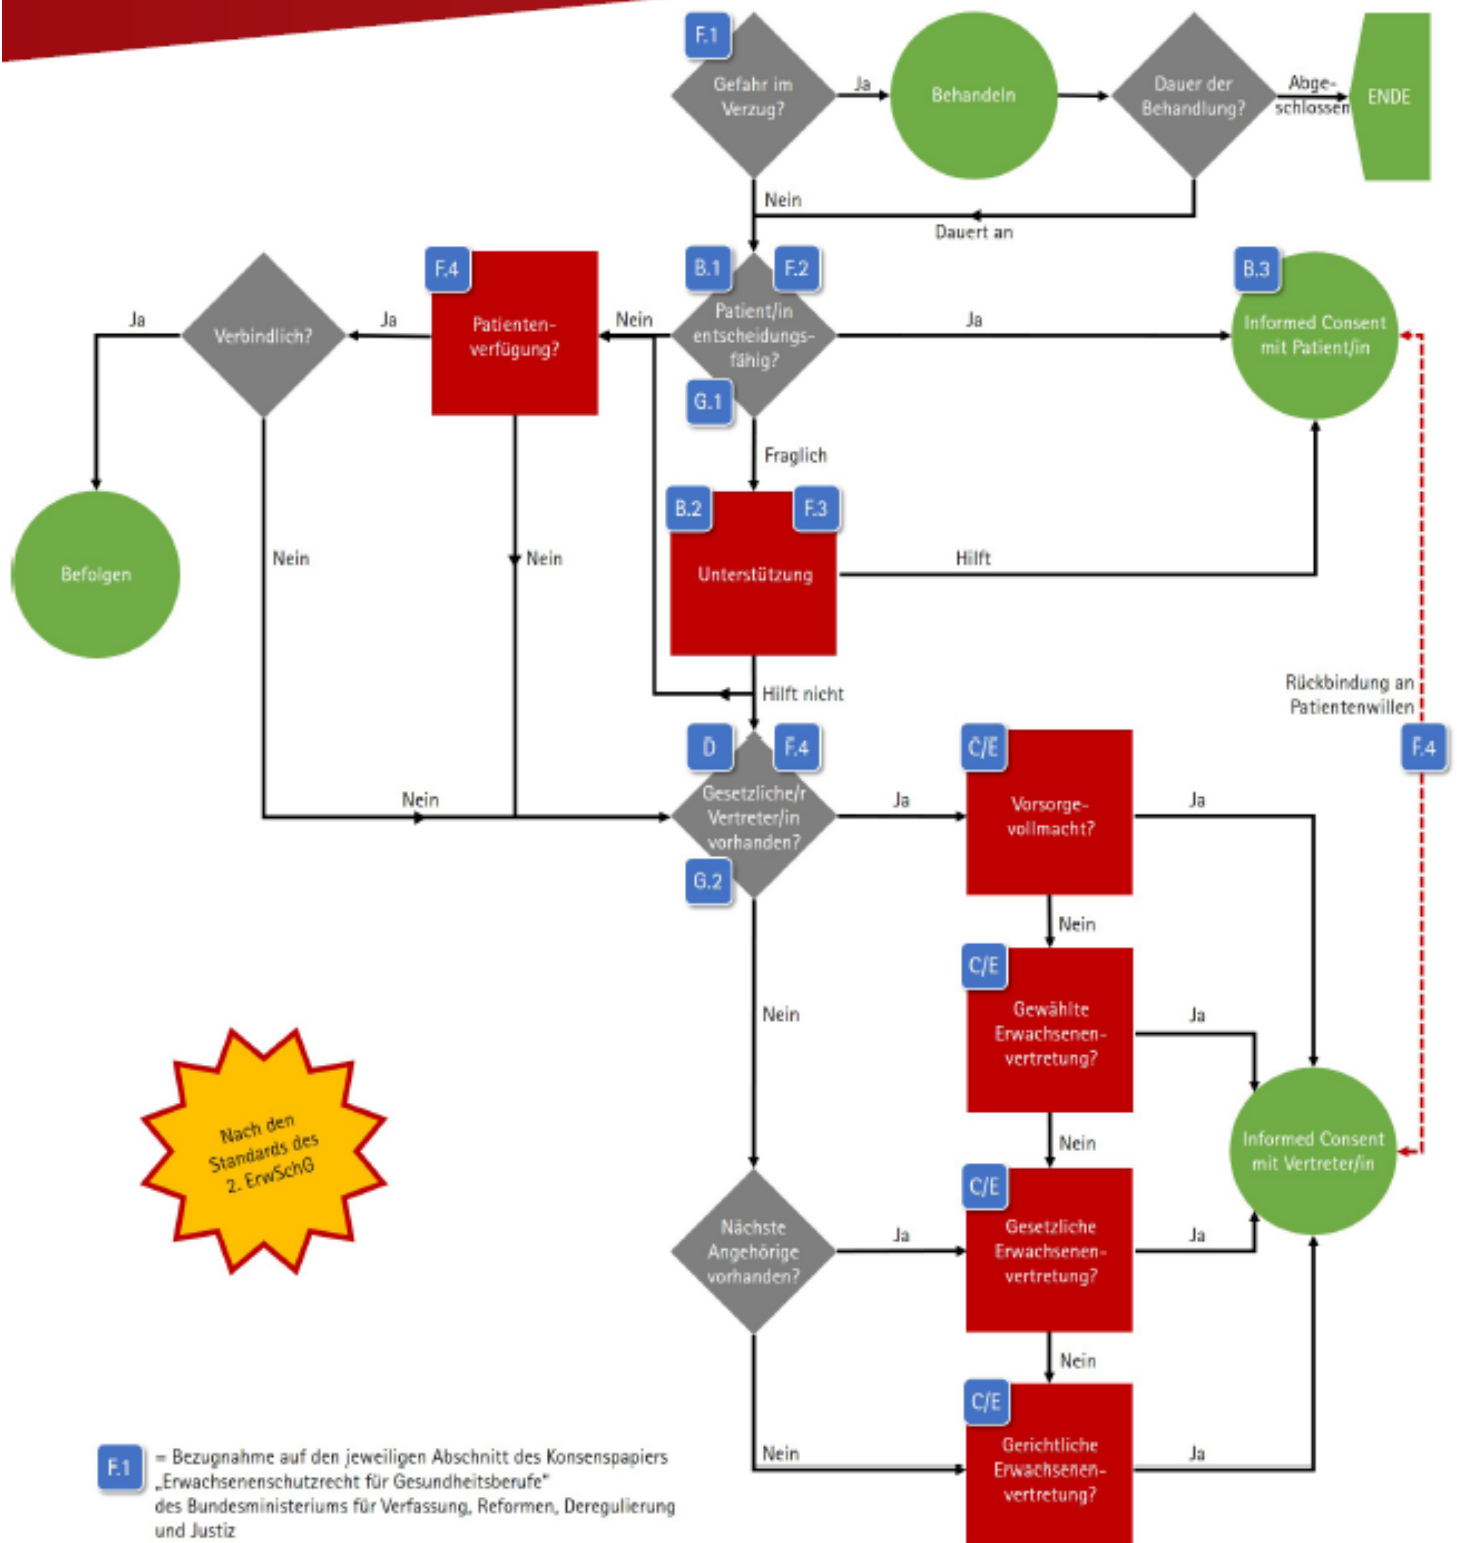 F.1
Gefahr im
Verzug?
Ja
Behandeln
Dauer der
Behandlung?
Abge-
schlossen
ENDE
Nein
Dauert an
B.1
F.2
Patient/in
entscheidungs-
fähig?
G.1
Nein
F.4
Patienten-
verfügung?
Ja
Verbindlich?
Ja
Ja
B.3
Informed Consent
mit Patient/in
Fraglich
B.2
F.3
Unterstützung
Hilft
Befolgen
Nein
Nein
Hilft nicht
Rückbindung an
Patientenwillen
F.4
D
F.4
Gesetzliche/r
Vertreter/in
vorhanden?
G.2
Nein
Ja
C/E
Vorsorge-
vollmacht?
Ja
Nein
C/E
Gewählte
Erwachsenen-
vertretung?
Ja
Nein
Nein
Informed Consent
mit Vertreter/in
Nach den
Standards des
2. ErwSchG
Nächste
Angehörige
vorhanden?
Ja
C/E
Gesetzliche
Erwachsenen-
vertretung?
Ja
Nein
Nein
C/E
Gerichtliche
Erwachsenen-
vertretung?
Ja
F.1
= Bezugnahme auf den jeweiligen Abschnitt des Konsenspapiers
„Erwachsenenschutzrecht für Gesundheitsberufe“
des Bundesministeriums für Verfassung, Reformen, Deregulierung
und Justiz